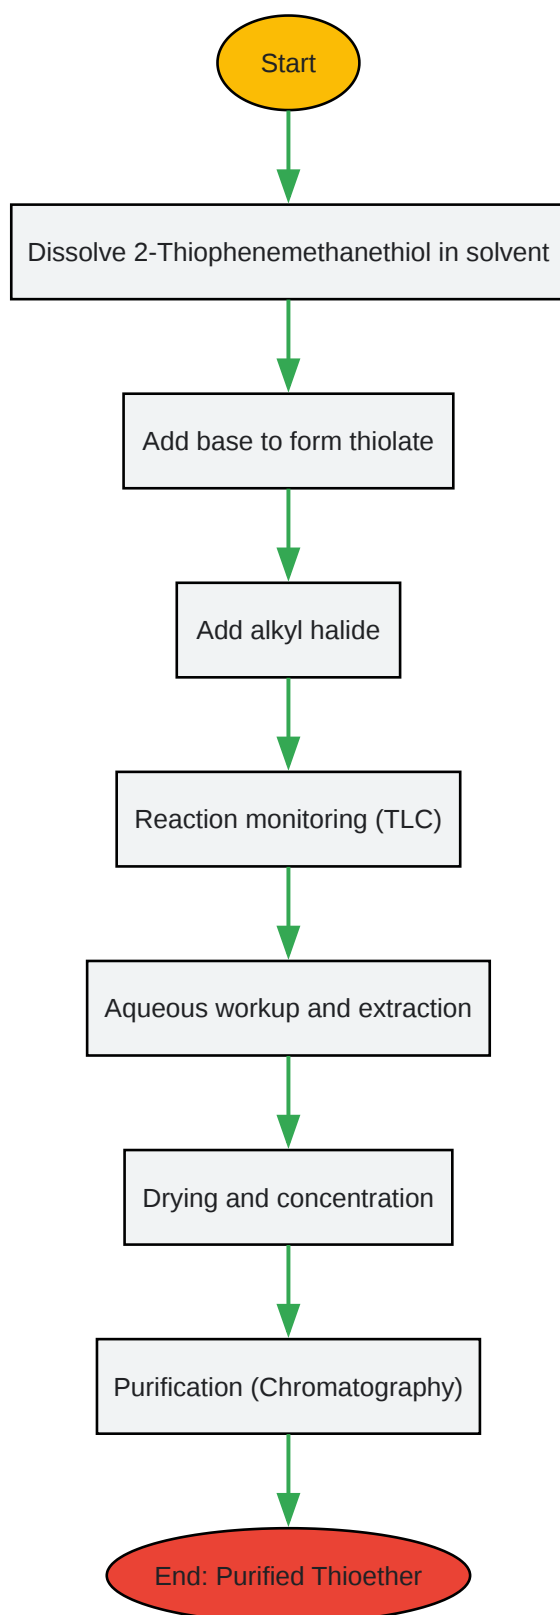 Start
Dissolve 2-Thiophenemethanethiol in solvent
Add base to form thiolate
Add alkyl halide
Reaction monitoring (TLC)
Aqueous workup and extraction
Drying and concentration
Purification (Chromatography)
End: Purified Thioether